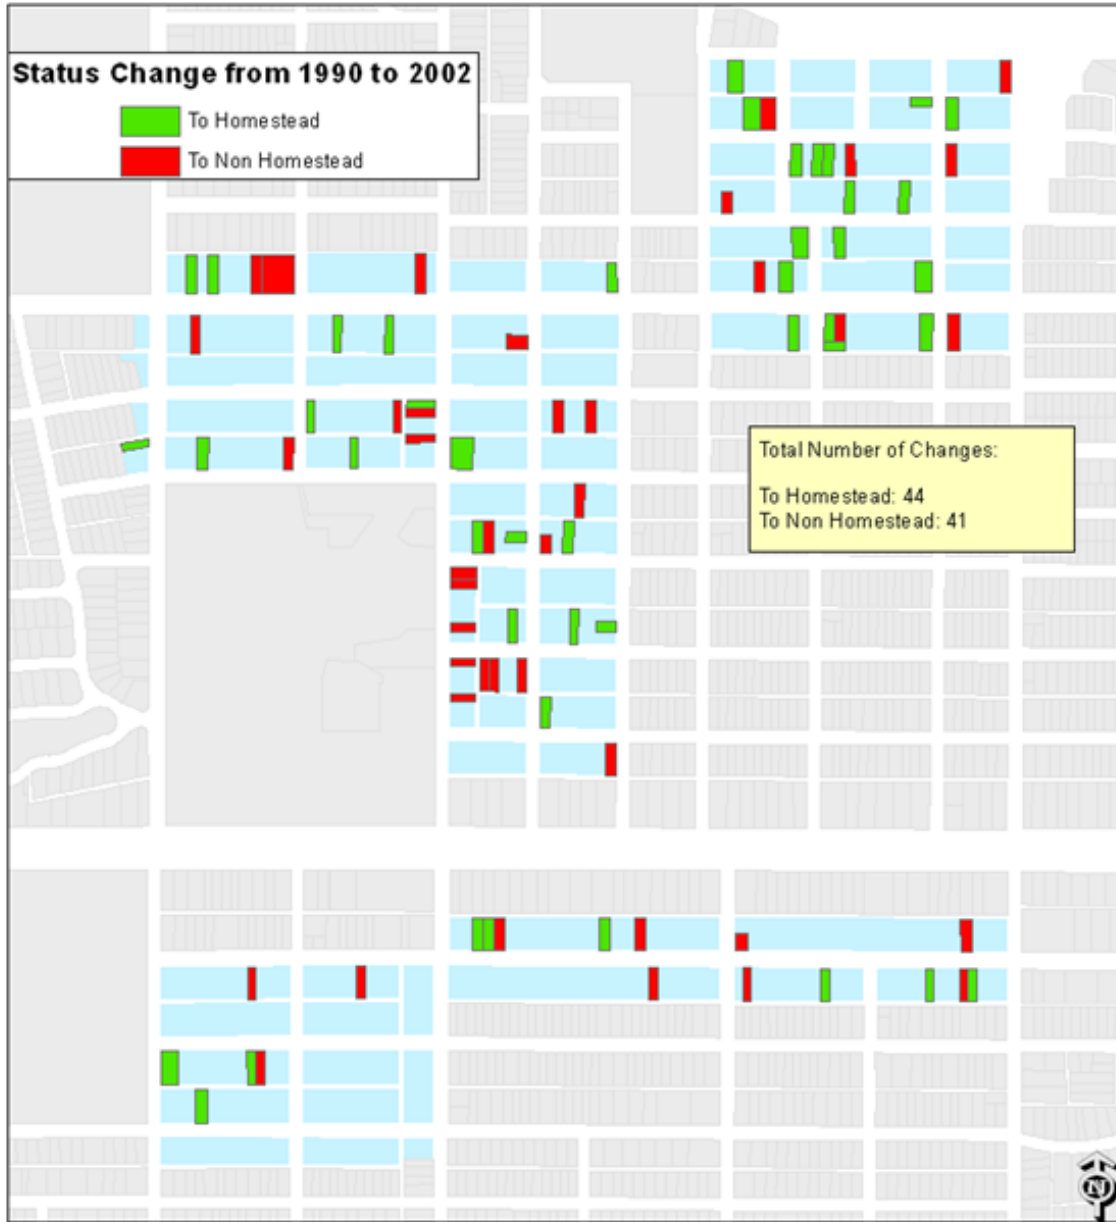 Status Change from 1990 to 2002
To Homestead
To Non Homestead
Total Number of Changes:
To Homestead: 44
To Non Homestead: 41
N